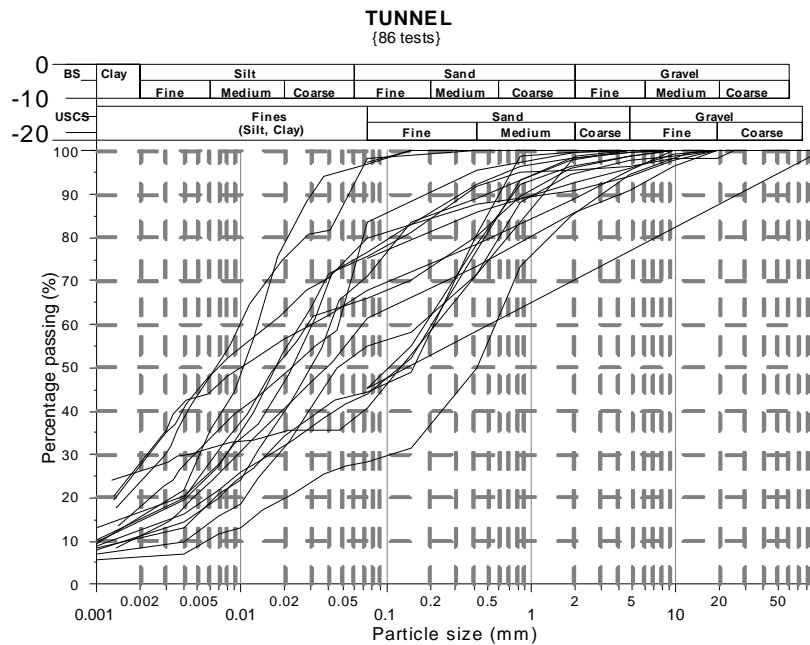 TUNNEL
{86 tests}
0
BS Clay Silt Sand Gravel
Fine Medium Coarse Fine Medium Coarse Fine Medium Coarse
-10
USCS Fines Sand Gravel
(Silt, Clay) Fine Medium Coarse Fine Coarse
-20
100
90
80
70
60
50
40
30
20
10
0
Percentage passing (%)
0.002 0.005 0.02 0.05 0.2 0.5 2 5 20 50
0.001 0.01 0.1 1 10
Particle size (mm)